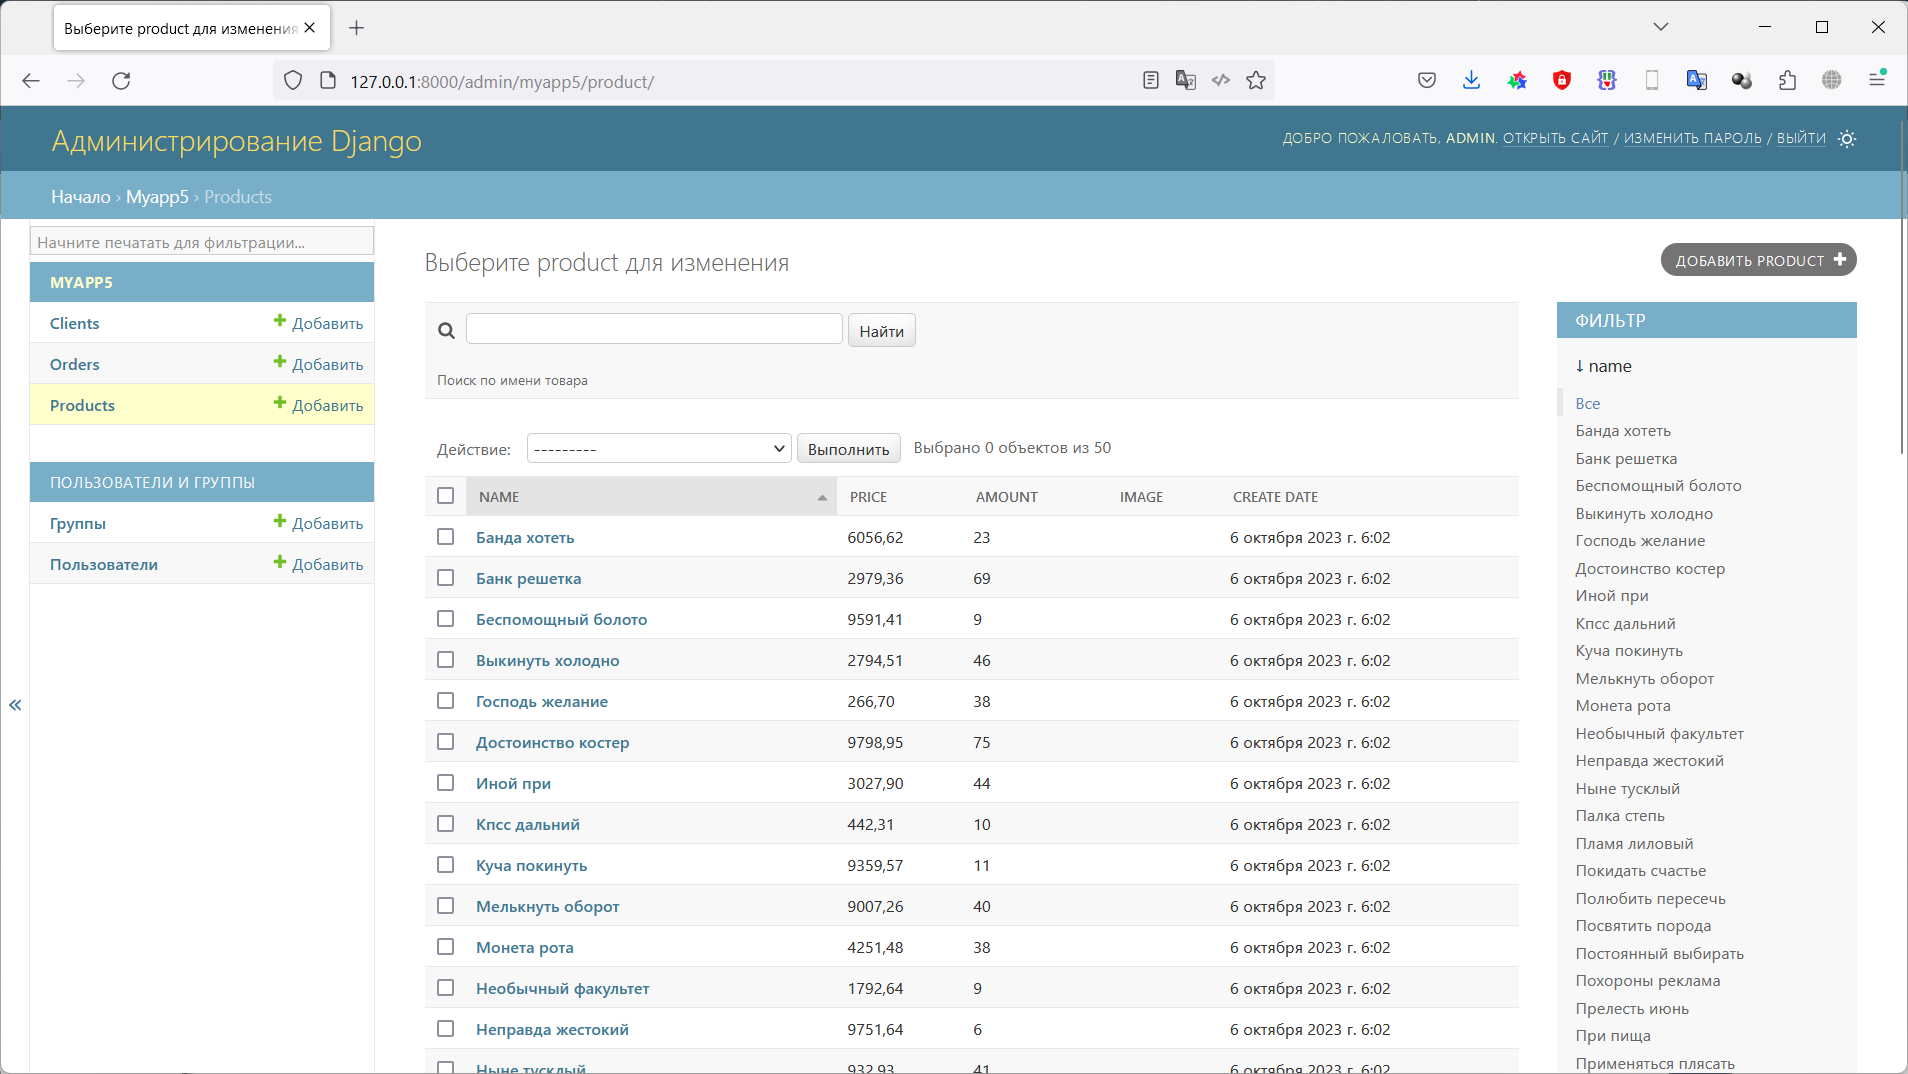 Выберите product для изменения
127.0.0.1:8000/admin/myapp5/product/
Администрирование Django
ДОБРО ПОЖАЛОВАТЬ, ADMIN. ОТКРЫТЬ САЙТ / ИЗМЕНИТЬ ПАРОЛЬ / ВЫЙТИ
Начало › Myapp5 › Products
Начните печатать для фильтрации...
MYAPP5
Clients Добавить
Orders Добавить
Products Добавить
ПОЛЬЗОВАТЕЛИ И ГРУППЫ
Группы Добавить
Пользователи Добавить
Выберите product для изменения
ДОБАВИТЬ PRODUCT
Найти
Поиск по имени товара
Действие: --------- Выполнить Выбрано 0 объектов из 50
NAME PRICE AMOUNT IMAGE CREATE DATE
Банда хотеть 6056,62 23 6 октября 2023 г. 6:02
Банк решетка 2979,36 69 6 октября 2023 г. 6:02
Беспомощный болото 9591,41 9 6 октября 2023 г. 6:02
Выкинуть холодно 2794,51 46 6 октября 2023 г. 6:02
Господь желание 266,70 38 6 октября 2023 г. 6:02
Достоинство костер 9798,95 75 6 октября 2023 г. 6:02
Иной при 3027,90 44 6 октября 2023 г. 6:02
Кпсс дальний 442,31 10 6 октября 2023 г. 6:02
Куча покинуть 9359,57 11 6 октября 2023 г. 6:02
Мелькнуть оборот 9007,26 40 6 октября 2023 г. 6:02
Монета рота 4251,48 38 6 октября 2023 г. 6:02
Необычный факультет 1792,64 9 6 октября 2023 г. 6:02
Неправда жестокий 9751,64 6 6 октября 2023 г. 6:02
Ныне тусклый 932,93 41 6 октября 2023 г. 6:02
ФИЛЬТР
↓ name
Все
Банда хотеть
Банк решетка
Беспомощный болото
Выкинуть холодно
Господь желание
Достоинство костер
Иной при
Кпсс дальний
Куча покинуть
Мелькнуть оборот
Монета рота
Необычный факультет
Неправда жестокий
Ныне тусклый
Палка степь
Пламя лиловый
Покидать счастье
Полюбить пересечь
Посвятить порода
Постоянный выбирать
Похороны реклама
Прелесть июнь
При пища
Применяться плясать